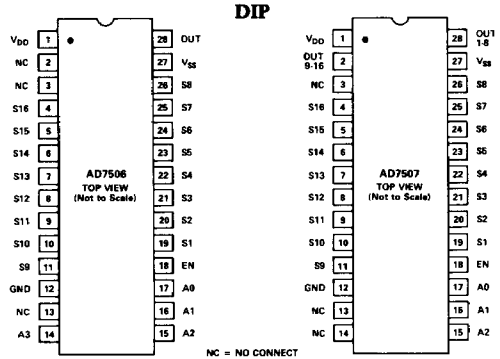 DIP
VDD 1 28 OUT
NC 2 27 VSS
NC 3 26 S8
S16 4 25 S7
S15 5 24 S6
S14 6 23 S5
S13 7 22 S4
S12 8 21 S3
S11 9 20 S2
S10 10 19 S1
S9 11 18 EN
GND 12 17 A0
NC 13 16 A1
A3 14 15 A2
AD7506
TOP VIEW
(Not to Scale)
VDD 1 28 OUT 1-8
OUT 9-16 2 27 VSS
NC 3 26 S8
S16 4 25 S7
S15 5 24 S6
S14 6 23 S5
S13 7 22 S4
S12 8 21 S3
S11 9 20 S2
S10 10 19 S1
S9 11 18 EN
GND 12 17 A0
NC 13 16 A1
NC 14 15 A2
AD7507
TOP VIEW
(Not to Scale)
NC = NO CONNECT